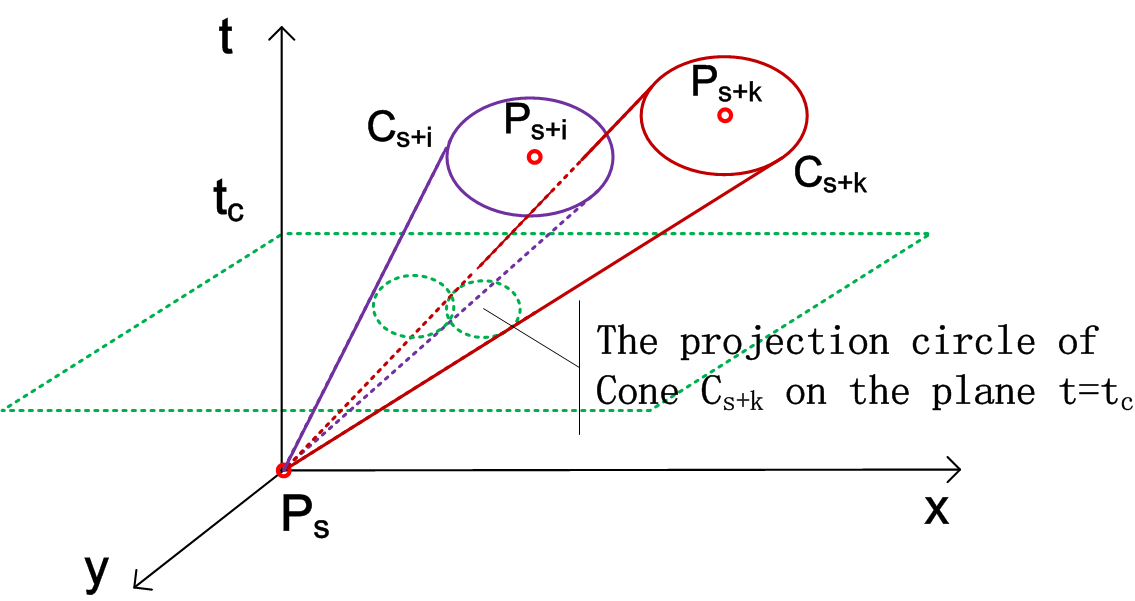 t
P_{s+k}
C_{s+i}
P_{s+i}
C_{s+k}
t_c
The projection circle of
Cone C_{s+k} on the plane t=t_c
P_s
x
y